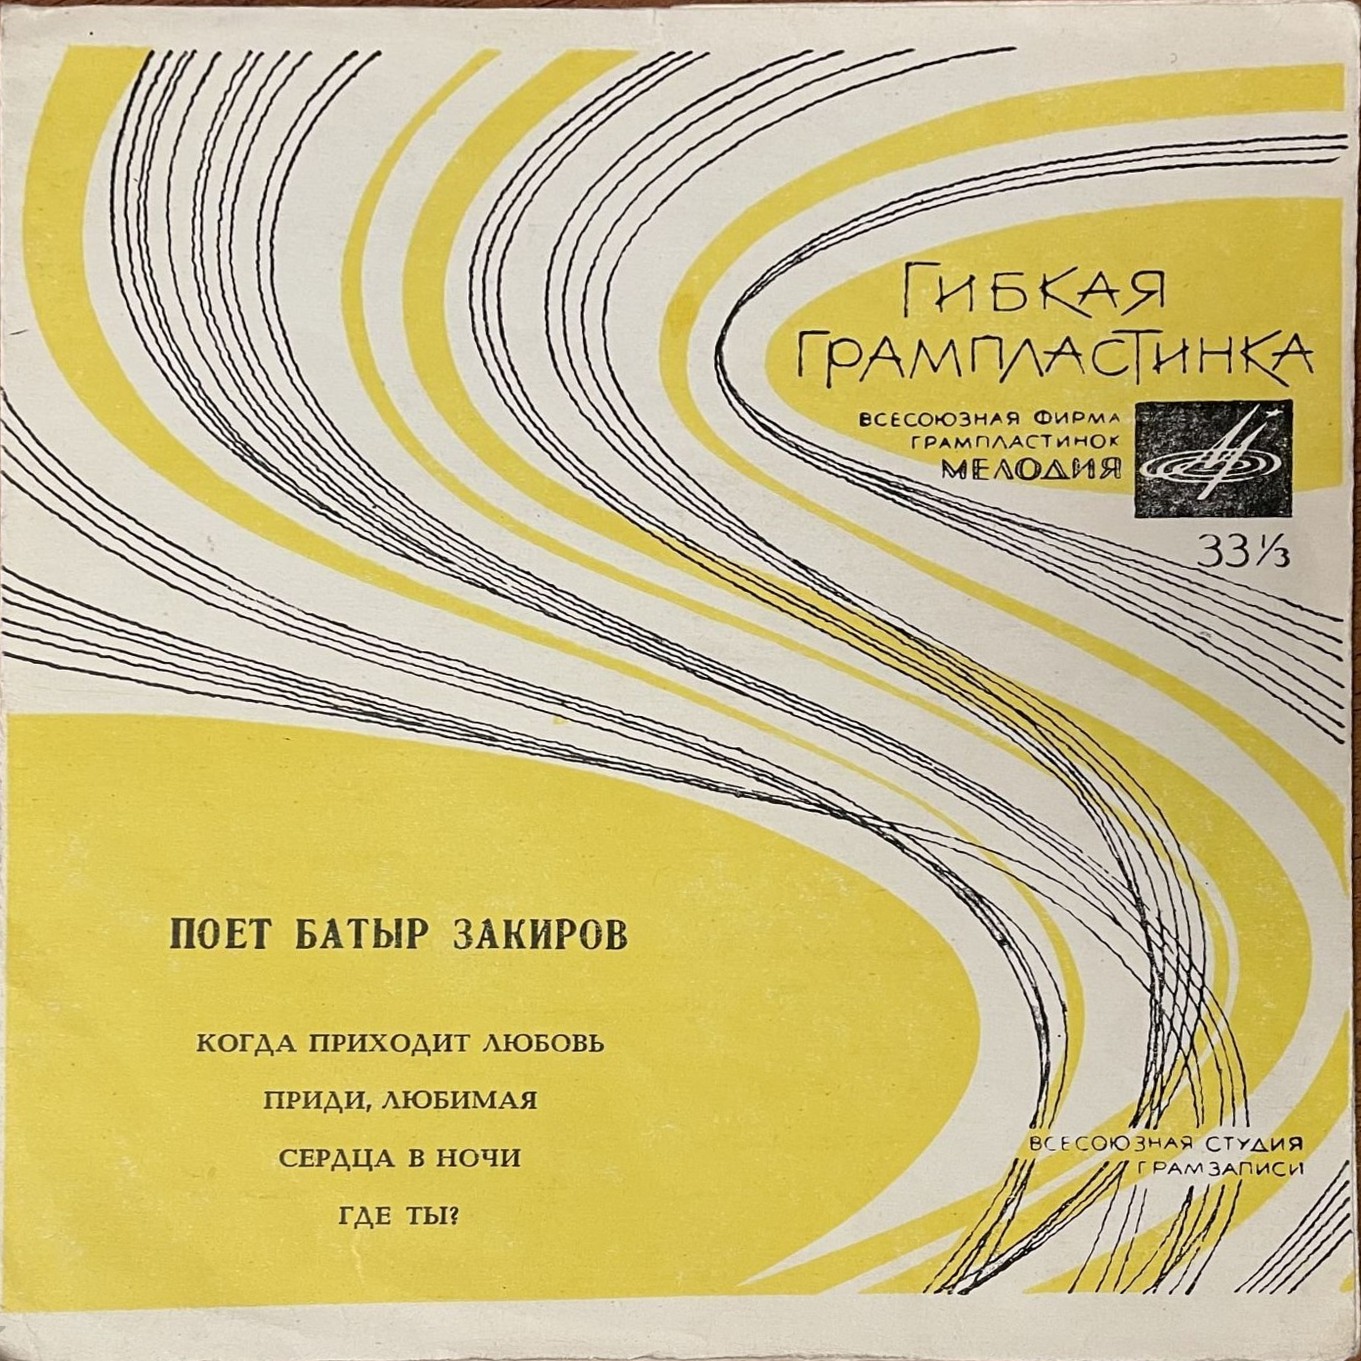 ГИБКАЯ
ГРАМПЛАСТИНКА
ВСЕСОЮЗНАЯ ФИРМА
ГРАМПЛАСТИНОК
МЕЛОДИЯ
33⅓
ПОЕТ БАТЫР ЗАКИРОВ
КОГДА ПРИХОДИТ ЛЮБОВЬ
ПРИДИ, ЛЮБИМАЯ
СЕРДЦА В НОЧИ
ГДЕ ТЫ?
ВСЕСОЮЗНАЯ СТУДИЯ
ГРАМЗАПИСИ